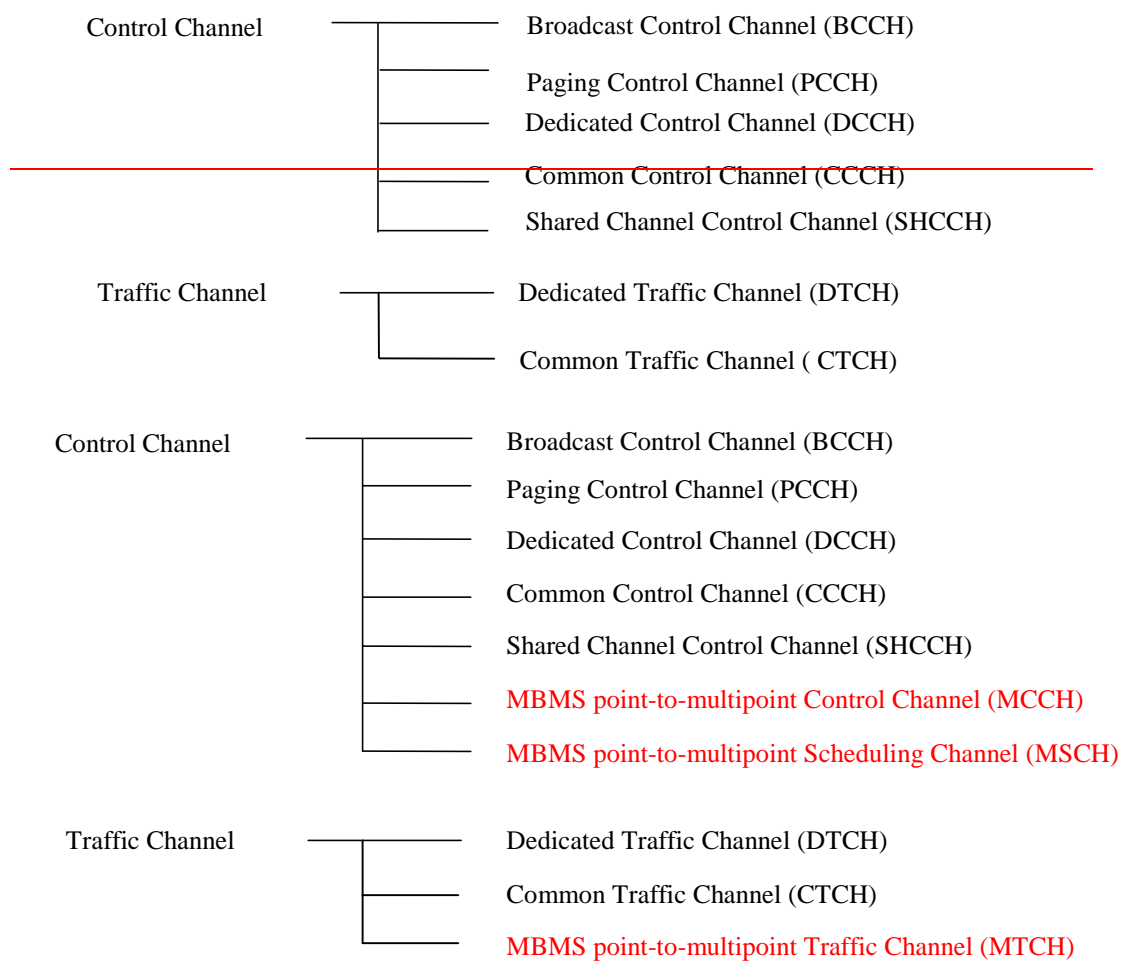 Control Channel
Broadcast Control Channel (BCCH)
Paging Control Channel (PCCH)
Dedicated Control Channel (DCCH)
Common Control Channel (CCCH)
Shared Channel Control Channel (SHCCH)
Traffic Channel
Dedicated Traffic Channel (DTCH)
Common Traffic Channel ( CTCH)
Control Channel
Broadcast Control Channel (BCCH)
Paging Control Channel (PCCH)
Dedicated Control Channel (DCCH)
Common Control Channel (CCCH)
Shared Channel Control Channel (SHCCH)
MBMS point-to-multipoint Control Channel (MCCH)
MBMS point-to-multipoint Scheduling Channel (MSCH)
Traffic Channel
Dedicated Traffic Channel (DTCH)
Common Traffic Channel (CTCH)
MBMS point-to-multipoint Traffic Channel (MTCH)